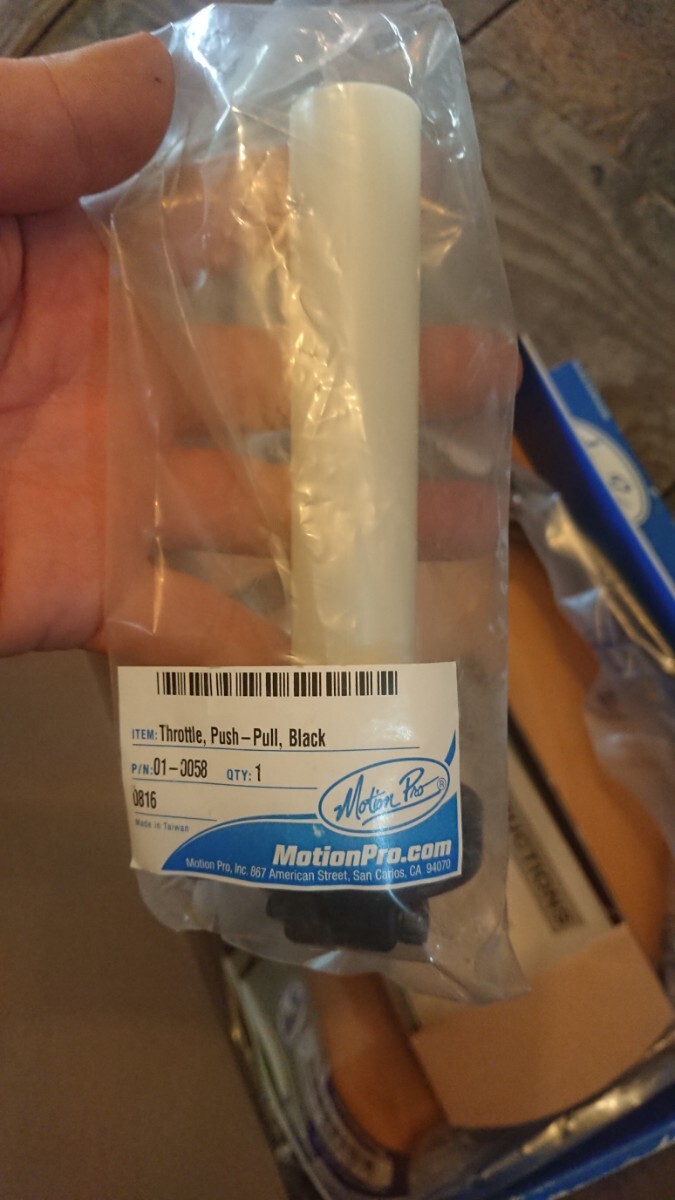 ITEM: Throttle, Push-Pull, Black
P/N: 01-0058 QTY: 1
0816
Made in Taiwan
Motion Pro ®
MotionPro.com
Motion Pro, Inc. 867 American Street, San Carlos, CA 94070
UCTIONS